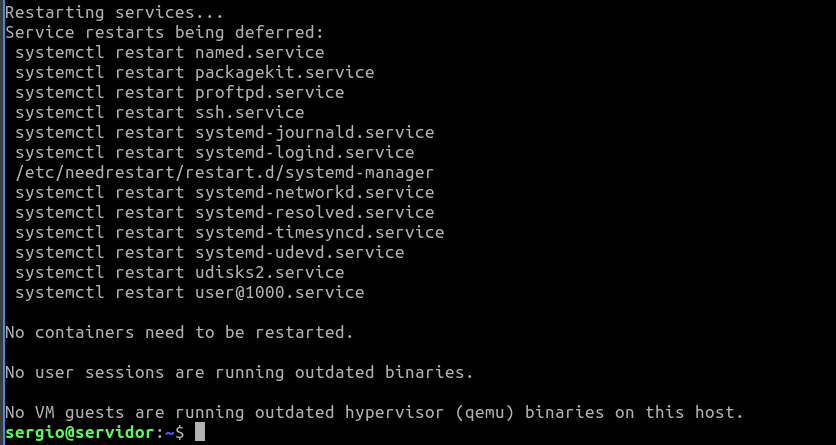 Restarting services...
Service restarts being deferred:
 systemctl restart named.service
 systemctl restart packagekit.service
 systemctl restart proftpd.service
 systemctl restart ssh.service
 systemctl restart systemd-journald.service
 systemctl restart systemd-logind.service
 /etc/needrestart/restart.d/systemd-manager
 systemctl restart systemd-networkd.service
 systemctl restart systemd-resolved.service
 systemctl restart systemd-timesyncd.service
 systemctl restart systemd-udevd.service
 systemctl restart udisks2.service
 systemctl restart user@1000.service

No containers need to be restarted.

No user sessions are running outdated binaries.

No VM guests are running outdated hypervisor (qemu) binaries on this host.
sergio@servidor:~$